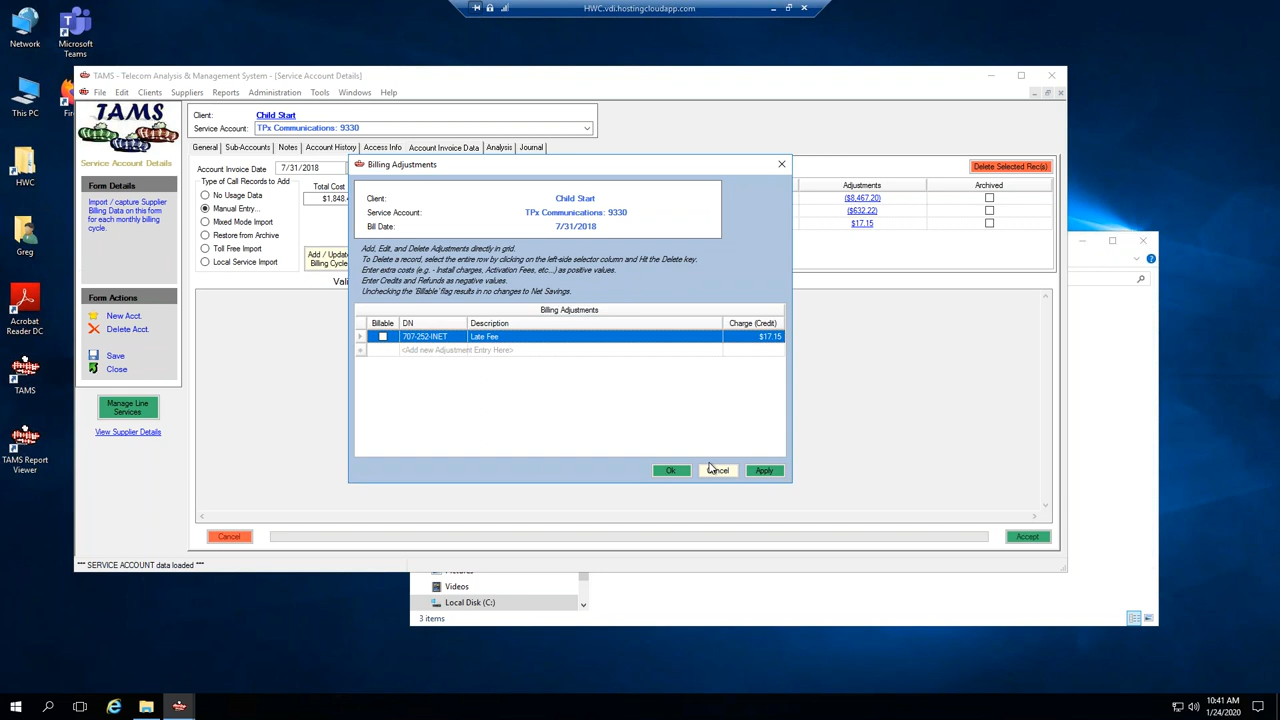 HWC.vdi.hostingcloudapp.com
Network
Microsoft
Teams
This PC
HWC
Greg
Acrobat
Reader DC
TAMS
TAMS Report
Viewer
TAMS - Telecom Analysis & Management System - [Service Account Details]
File Edit Clients Suppliers Reports Administration Tools Windows Help
TAMS
Service Account Details
Form Details
Import / capture Supplier
Billing Data on this form
for each monthly billing
cycle.
Form Actions
New Acct.
Delete Acct.
Save
Close
Manage Line
Services
View Supplier Details
Client: Child Start
Service Account: TPx Communications: 9330
General Sub-Accounts Notes Account History Access Info Account Invoice Data Analysis Journal
Account Invoice Date 7/31/2018
Delete Selected Rec(s)
Type of Call Records to Add
No Usage Data
Manual Entry...
Mixed Mode Import
Restore from Archive
Toll Free Import
Local Service Import
Total Cost
$1,848.
Add / Updat
Billing Cycle
Vali
Adjustments Archived
($8,467.20)
($632.22)
$17.15
Billing Adjustments
Client: Child Start
Service Account: TPx Communications: 9330
Bill Date: 7/31/2018
Add, Edit, and Delete Adjustments directly in grid.
To Delete a record, select the entire row by clicking on the left-side selector column and Hit the Delete key.
Enter extra costs (e.g. - Install charges, Activation Fees, etc...) as positive values.
Enter Credits and Refunds as negative values.
Unchecking the 'Billable' flag results in no changes to Net Savings.
Billing Adjustments
Billable DN Description Charge (Credit)
707-252-INET Late Fee $17.15
<Add new Adjustment Entry Here>
Ok Cancel Apply
Cancel Accept
*** SERVICE ACCOUNT data loaded ***
Videos
Local Disk (C:)
3 items
10:41 AM
1/24/2020